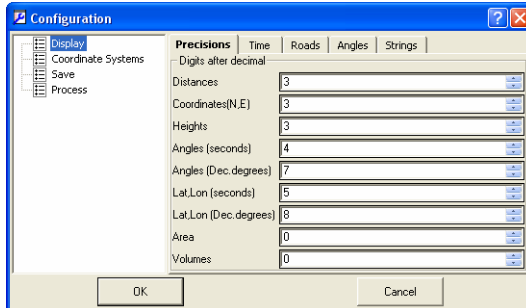 Configuration
Display
Coordinate Systems
Save
Process
Precisions Time Roads Angles Strings
Digits after decimal
Distances 3
Coordinates(N,E) 3
Heights 3
Angles (seconds) 4
Angles (Dec.degrees) 7
Lat,Lon (seconds) 5
Lat,Lon (Dec.degrees) 8
Area 0
Volumes 0
OK Cancel